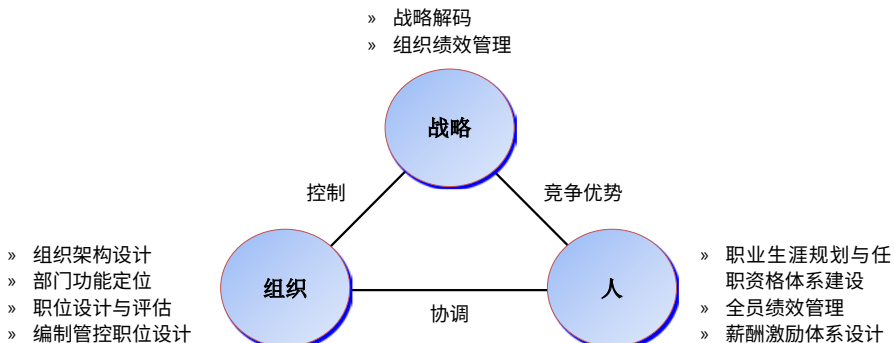 » 战略解码
» 组织绩效管理
战略
控制
竞争优势
» 组织架构设计
» 部门功能定位
» 职位设计与评估
» 编制管控职位设计
组织
协调
人
» 职业生涯规划与任
职资格体系建设
» 全员绩效管理
» 薪酬激励体系设计